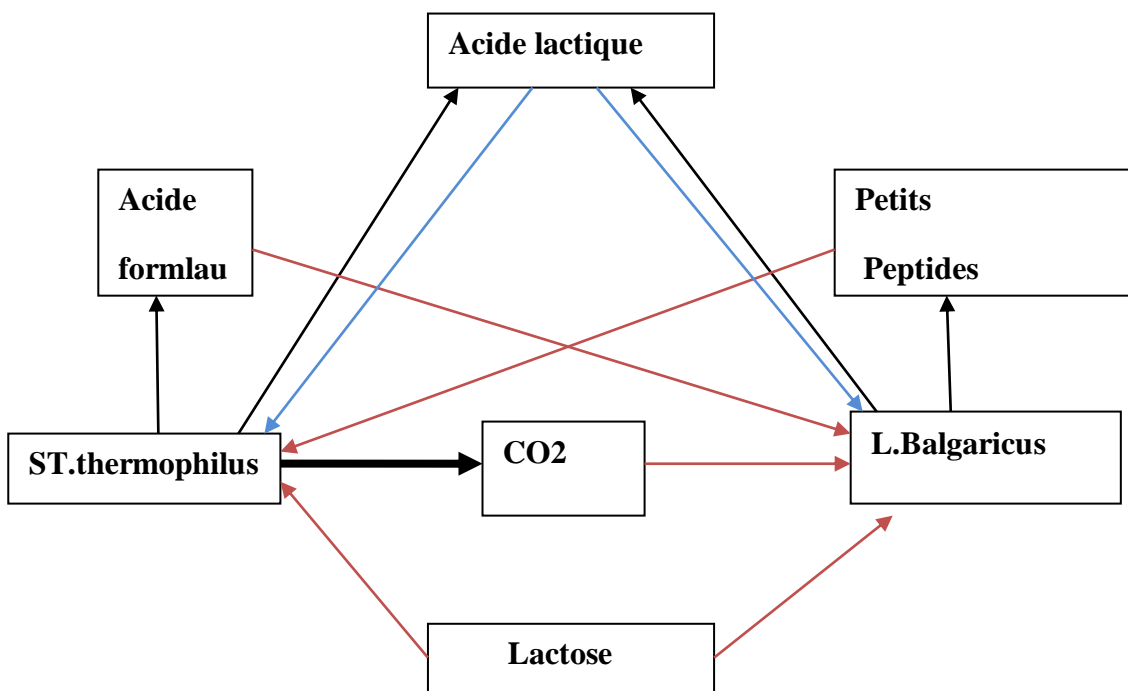 Acide lactique
Acide
formlau
Petits
Peptides
ST.thermophilus
CO2
L.Balgaricus
Lactose